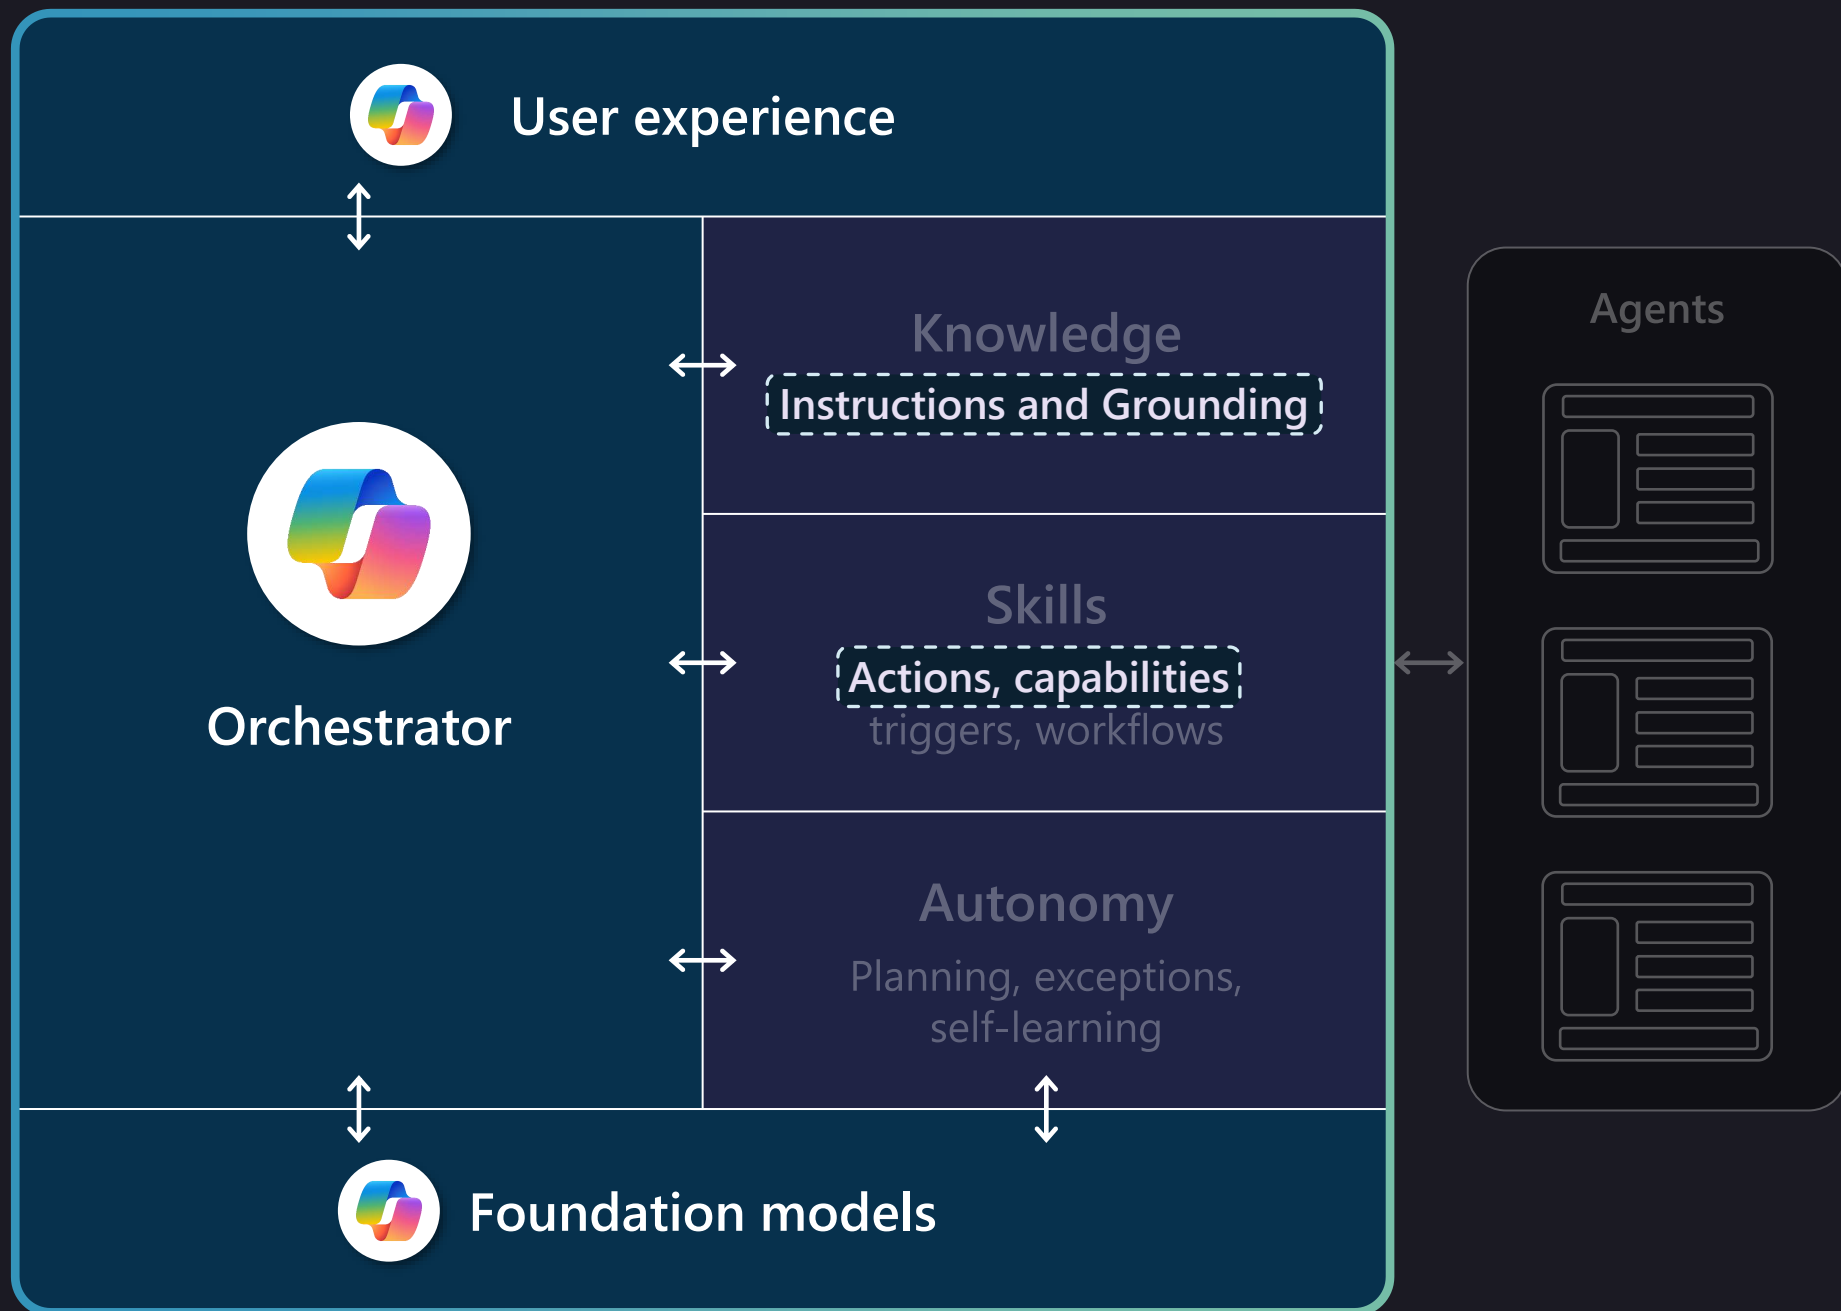 User experience
Knowledge
Instructions and Grounding
Agents
Orchestrator
Skills
Actions, capabilities
triggers, workflows
Autonomy
Planning, exceptions,
self-learning
Foundation models